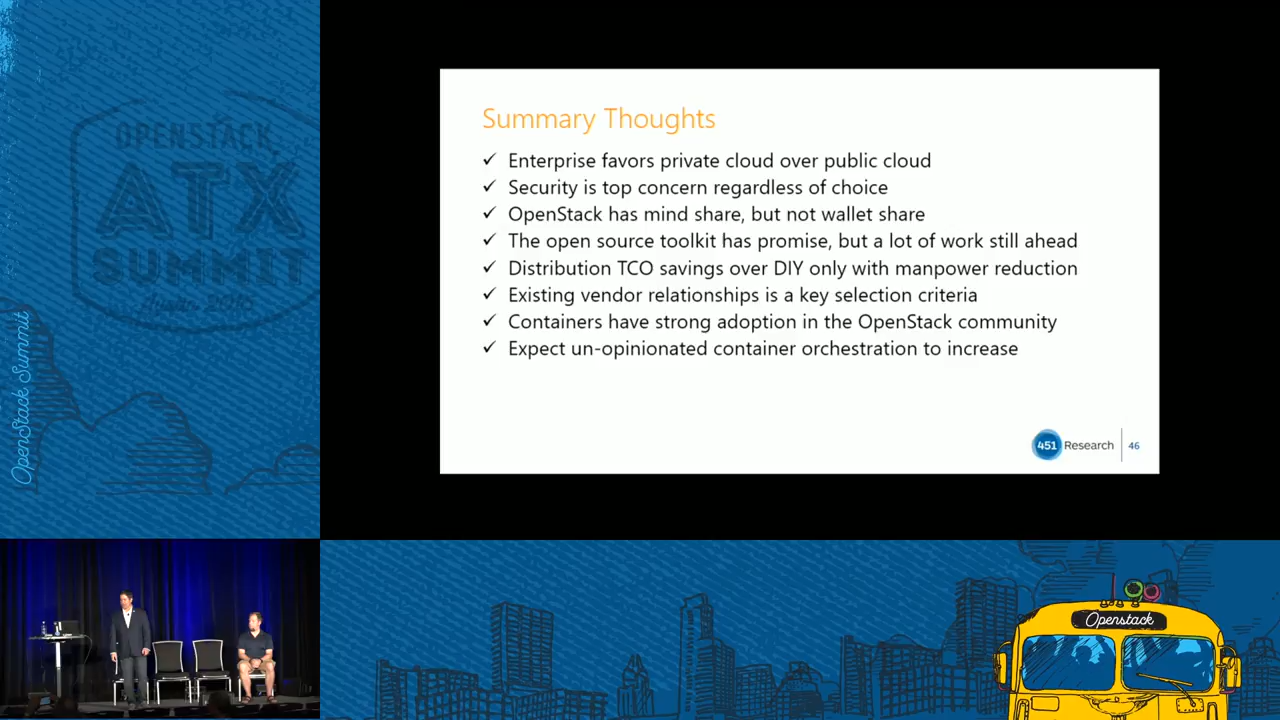 OPENSTACK
ATX
SUMMIT
Austin 2016
OpenStack Summit
Summary Thoughts
✓ Enterprise favors private cloud over public cloud
✓ Security is top concern regardless of choice
✓ OpenStack has mind share, but not wallet share
✓ The open source toolkit has promise, but a lot of work still ahead
✓ Distribution TCO savings over DIY only with manpower reduction
✓ Existing vendor relationships is a key selection criteria
✓ Containers have strong adoption in the OpenStack community
✓ Expect un-opinionated container orchestration to increase
451 Research 46
Openstack